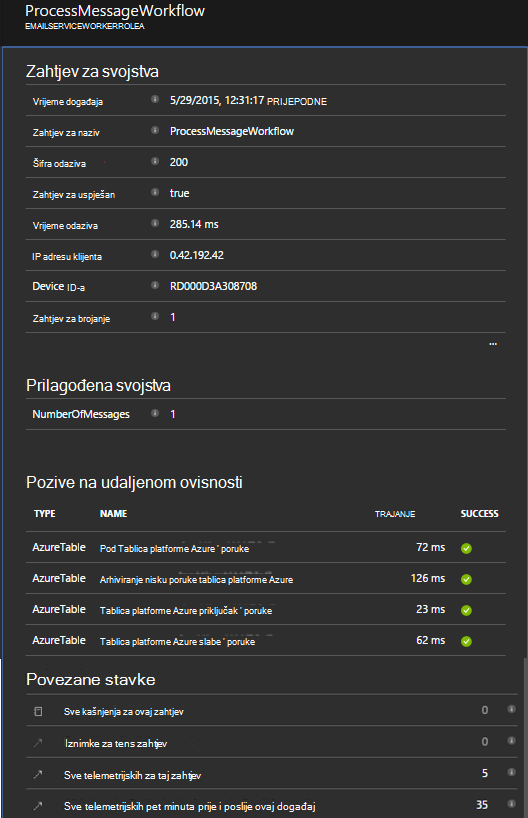 ProcessMessageWorkflow
EMAILSERVICEWORKERROLEA
Zahtjev za svojstva
Vrijeme događaja 5/29/2015, 12:31:17 PRIJEPODNE
Zahtjev za naziv ProcessMessageWorkflow
Šifra odaziva 200
Zahtjev za uspješan true
Vrijeme odaziva 285.14 ms
IP adresu klijenta 0.42.192.42
Device ID-a RD000D3A308708
Zahtjev za brojanje 1
...
Prilagođena svojstva
NumberOfMessages 1
Pozive na udaljenom ovisnosti
TYPE NAME TRAJANJE SUCCESS
AzureTable Pod Tablica platforme Azure ' poruke 72 ms
AzureTable Arhiviranje nisku poruke tablica platforme Azure 126 ms
AzureTable Tablica platforme Azure priključak ' poruke 23 ms
AzureTable Tablica platforme Azure slabe ' poruke 62 ms
Povezane stavke
Sve kašnjenja za ovaj zahtjev 0
Iznimke za tens zahtjev 0
Sve telemetrijskih za taj zahtjev 5
Sve telemetrijskih pet minuta prije i poslije ovaj događaj 35